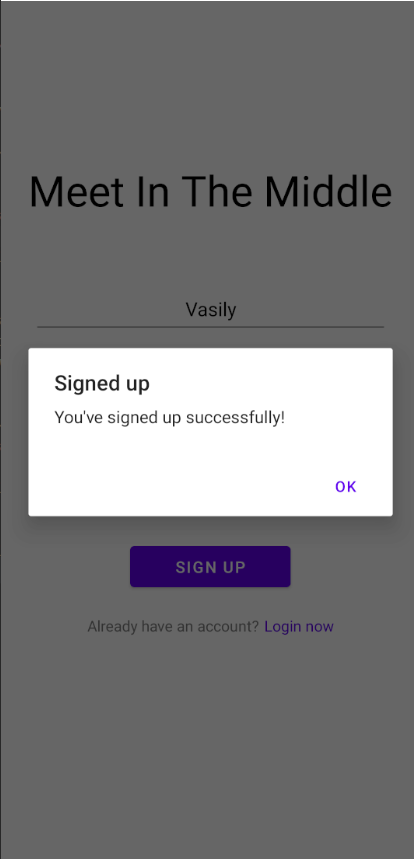 Meet In The Middle
Vasily
Signed up
You've signed up successfully!
OK
SIGN UP
Already have an account? Login now